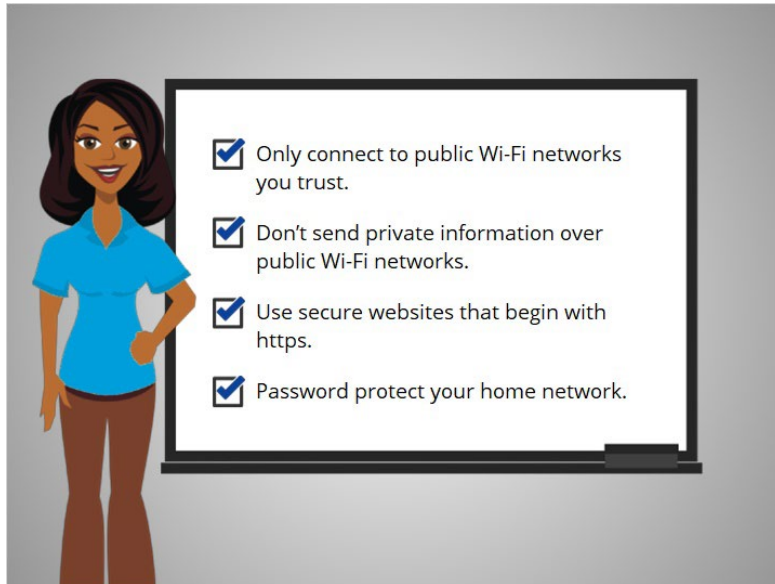 Only connect to public Wi-Fi networks
you trust.
Don’t send private information over
public Wi-Fi networks.
Use secure websites that begin with
https.
Password protect your home network.